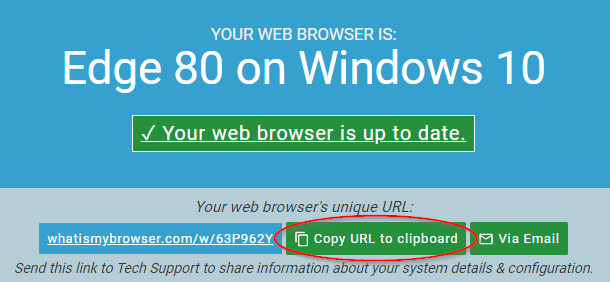 YOUR WEB BROWSER IS:
Edge 80 on Windows 10
✓ Your web browser is up to date.
Your web browser's unique URL:
whatismybrowser.com/w/63P962Y Copy URL to clipboard Via Email
Send this link to Tech Support to share information about your system details & configuration.